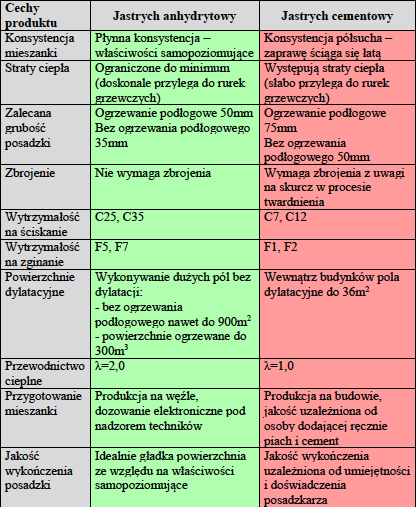 Cechy
produktu
Jastrych anhydrytowy
Jastrych cementowy
Konsystencja
mieszanki
Płynna konsystencja –
właściwości samopoziomujące
Konsystencja półsucha –
zaprawę ściąga się łatą
Straty ciepła
Ograniczone do minimum
(doskonale przylega do rurek
grzewczych)
Występują straty ciepła
(słabo przylega do rurek
grzewczych)
Zalecana
grubość
posadzki
Ogrzewanie podłogowe 50mm
Bez ogrzewania podłogowego
35mm
Ogrzewanie podłogowe
75mm
Bez ogrzewania
podłogowego 50mm
Zbrojenie
Nie wymaga zbrojenia
Wymaga zbrojenia z uwagi
na skurcz w procesie
twardnienia
Wytrzymałość
na ściskanie
C25, C35
C7, C12
Wytrzymałość
na zginanie
F5, F7
F1, F2
Powierzchnie
dylatacyjne
Wykonywanie dużych pól bez
dylatacji:
- bez ogrzewania
podłogowego nawet do 900m²
- powierzchnie ogrzewane do
300m³
Wewnątrz budynków pola
dylatacyjne do 36m²
Przewodnictwo
cieplne
λ=2,0
λ=1,0
Przygotowanie
mieszanki
Produkcja na węźle,
dozowanie elektroniczne pod
nadzorem techników
Produkcja na budowie,
jakość uzależniona od
osoby dodającej ręcznie
piach i cement
Jakość
wykończenia
posadzki
Idealnie gładka powierzchnia
ze względu na właściwości
samopoziomujące
Jakość wykończenia
uzależniona od umiejętności
i doświadczenia
posadzkarza